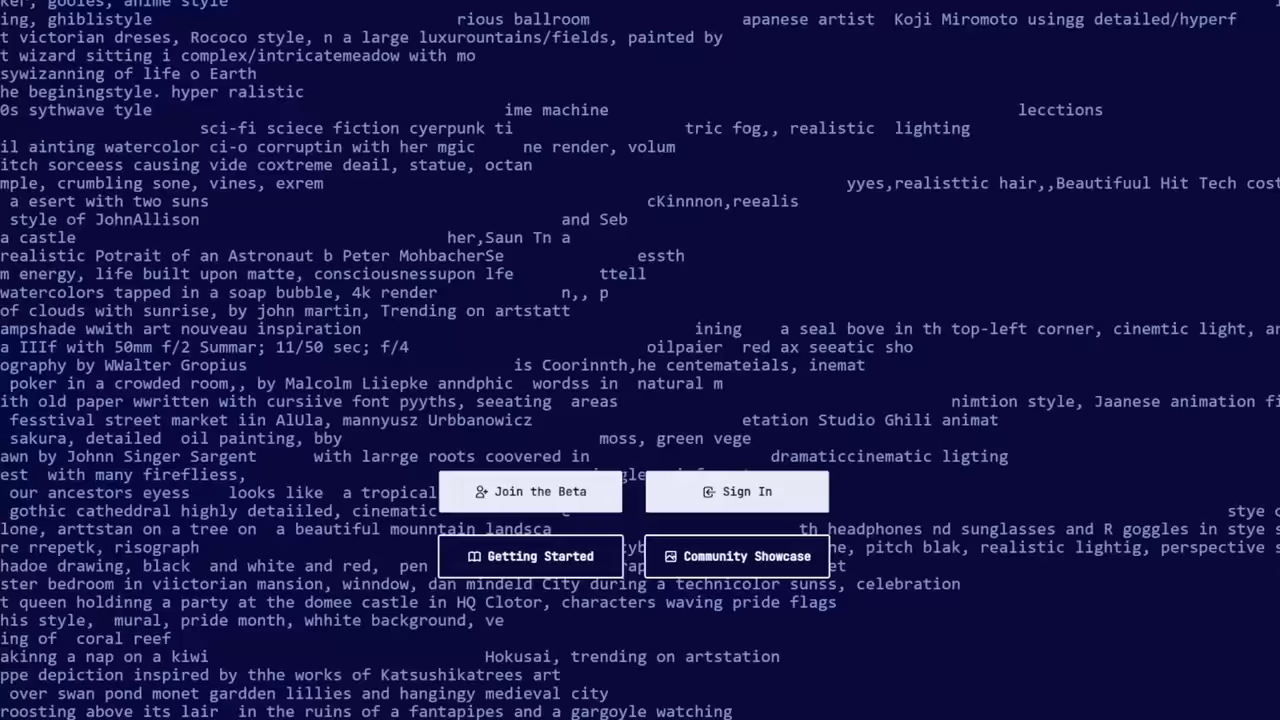 ker, gooles, anime style
ing, ghiblistyle rious ballroom apanese artist Koji Miromoto usingg detailed/hyperf
t victorian dreses, Rococo style, n a large luxurountains/fields, painted by
t wizard sitting i complex/intricatemeadow with mo
sywizanning of life o Earth
he beginingstyle. hyper ralistic
0s sythwave tyle ime machine lecctions
sci-fi sciece fiction cyerpunk ti tric fog,, realistic lighting
il ainting watercolor ci-o corruptin with her mgic ne render, volum
itch sorceess causing vide coxtreme deail, statue, octan
mple, crumbling sone, vines, exrem yyes,realisttic hair,,Beautifuul Hit Tech cost
a esert with two suns cKinnnon,reealis
style of JohnAllison and Seb
a castle her,Saun Tn a
realistic Potrait of an Astronaut b Peter MohbacherSe essth
m energy, life built upon matte, consciousnessupon lfe ttell
watercolors tapped in a soap bubble, 4k render n,, p
of clouds with sunrise, by john martin, Trending on artstatt
ampshade wwith art nouveau inspiration ining a seal bove in th top-left corner, cinemtic light, an
a IIIf with 50mm f/2 Summar; 11/50 sec; f/4 oilpaier red ax seeatic sho
ography by WWalter Gropius is Coorinnth,he centemateials, inemat
poker in a crowded room,, by Malcolm Liiepke anndphic wordss in natural m
ith old paper wwritten with cursiive font pyyths, seeating areas nimtion style, Jaanese animation fi
fesstival street market iin AlUla, mannyusz Urbbanowicz etation Studio Ghili animat
sakura, detailed oil painting, bby moss, green vege
awn by Johnn Singer Sargent with larrge roots coovered in dramaticcinematic ligting
est with many firefliess,
Join the Beta Sign In
our ancestors eyess looks like a tropical
gothic catheddral highly detaiiled, cinematic stye o
lone, arttstan on a tree on a beautiful mounntain landsca th headphones nd sunglasses and R goggles in stye s
re rrepetk, risograph ne, pitch blak, realistic lightig, perspective s
Getting Started Community Showcase
hadoe drawing, black and white and red, pen et
ster bedroom in viictorian mansion, winndow, dan mindeld City during a technicolor sunss, celebration
t queen holdinng a party at the domee castle in HQ Clotor, characters waving pride flags
his style, mural, pride month, whhite background, ve
ing of coral reef
akinng a nap on a kiwi Hokusai, trending on artstation
ppe depiction inspired by thhe works of Katsushikatrees art
over swan pond monet gardden lillies and hangingy medieval city
roosting above its lair in the ruins of a fantapipes and a gargoyle watching